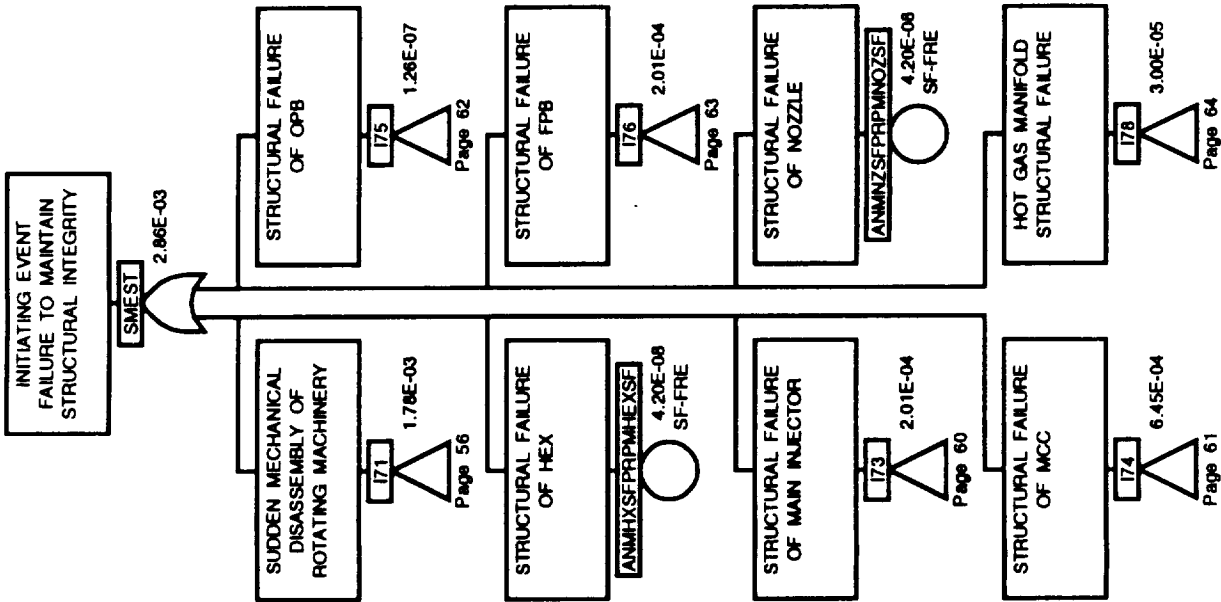 INITIATING EVENT
FAILURE TO MAINTAIN
STRUCTURAL INTEGRITY
SMEST
2.86E-03
SUDDEN MECHANICAL
DISASSEMBLY OF
ROTATING MACHINERY
I71
1.78E-03
Page 56
STRUCTURAL FAILURE
OF OPB
I75
1.26E-07
Page 62
STRUCTURAL FAILURE
OF HEX
ANMHXSFPRPMHEXSF
4.20E-08
SF-FRE
STRUCTURAL FAILURE
OF FPB
I76
2.01E-04
Page 63
STRUCTURAL FAILURE
OF MAIN INJECTOR
I73
2.01E-04
Page 60
STRUCTURAL FAILURE
OF NOZZLE
ANMNZSFPRPMNOZSF
4.20E-08
SF-FRE
STRUCTURAL FAILURE
OF MCC
I74
6.45E-04
Page 61
HOT GAS MANIFOLD
STRUCTURAL FAILURE
I78
3.00E-05
Page 64